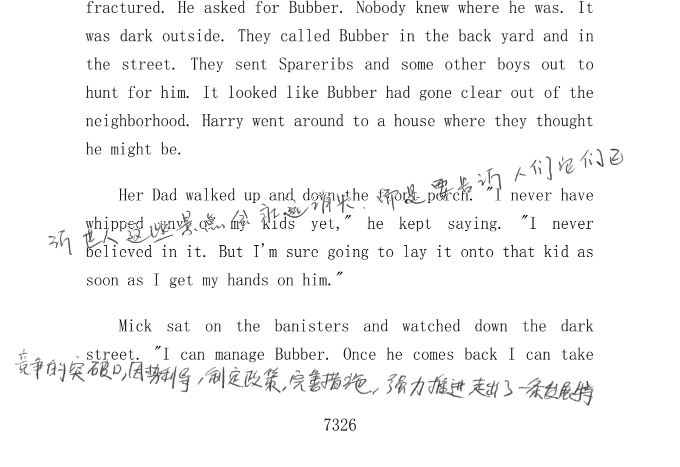 fractured. He asked for Bubber. Nobody knew where he was. It
was dark outside. They called Bubber in the back yard and in
the street. They sent Spareribs and some other boys out to
hunt for him. It looked like Bubber had gone clear out of the
neighborhood. Harry went around to a house where they thought
he might be.
Her Dad walked up and down the front porch. "I never have
而是要告诉人们它们已
whipped any of my kids yet," he kept saying. "I never
诉世人这些景点会永远消失
believed in it. But I'm sure going to lay it onto that kid as
soon as I get my hands on him."
Mick sat on the banisters and watched down the dark
street. "I can manage Bubber. Once he comes back I can take
竞争的突破口,因势利导,制定政策,完善措施,强力推进走出了一条发展特
7326